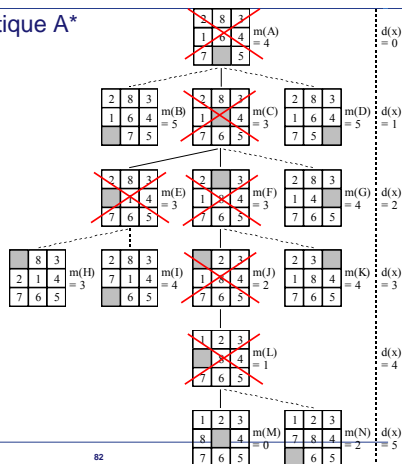 tique A*
2 8 3
1 6 4
7 5
m(A)
= 4
d(x)
= 0
2 8 3
1 6 4
7 5
m(B)
= 5
2 8 3
1 4
7 6 5
m(C)
= 3
2 8 3
1 6 4
7 5
m(D)
= 5
d(x)
= 1
2 8 3
1 4
7 6 5
m(E)
= 3
2 3
1 8 4
7 6 5
m(F)
= 3
2 8 3
1 4
7 6 5
m(G)
= 4
d(x)
= 2
8 3
2 1 4
7 6 5
m(H)
= 3
2 8 3
7 1 4
6 5
m(I)
= 4
2 3
1 8 4
7 6 5
m(J)
= 2
2 3
1 8 4
7 6 5
m(K)
= 4
d(x)
= 3
1 2 3
8 4
7 6 5
m(L)
= 1
d(x)
= 4
1 2 3
8 4
7 6 5
m(M)
= 0
1 2 3
7 8 4
6 5
m(N)
= 2
d(x)
= 5
82